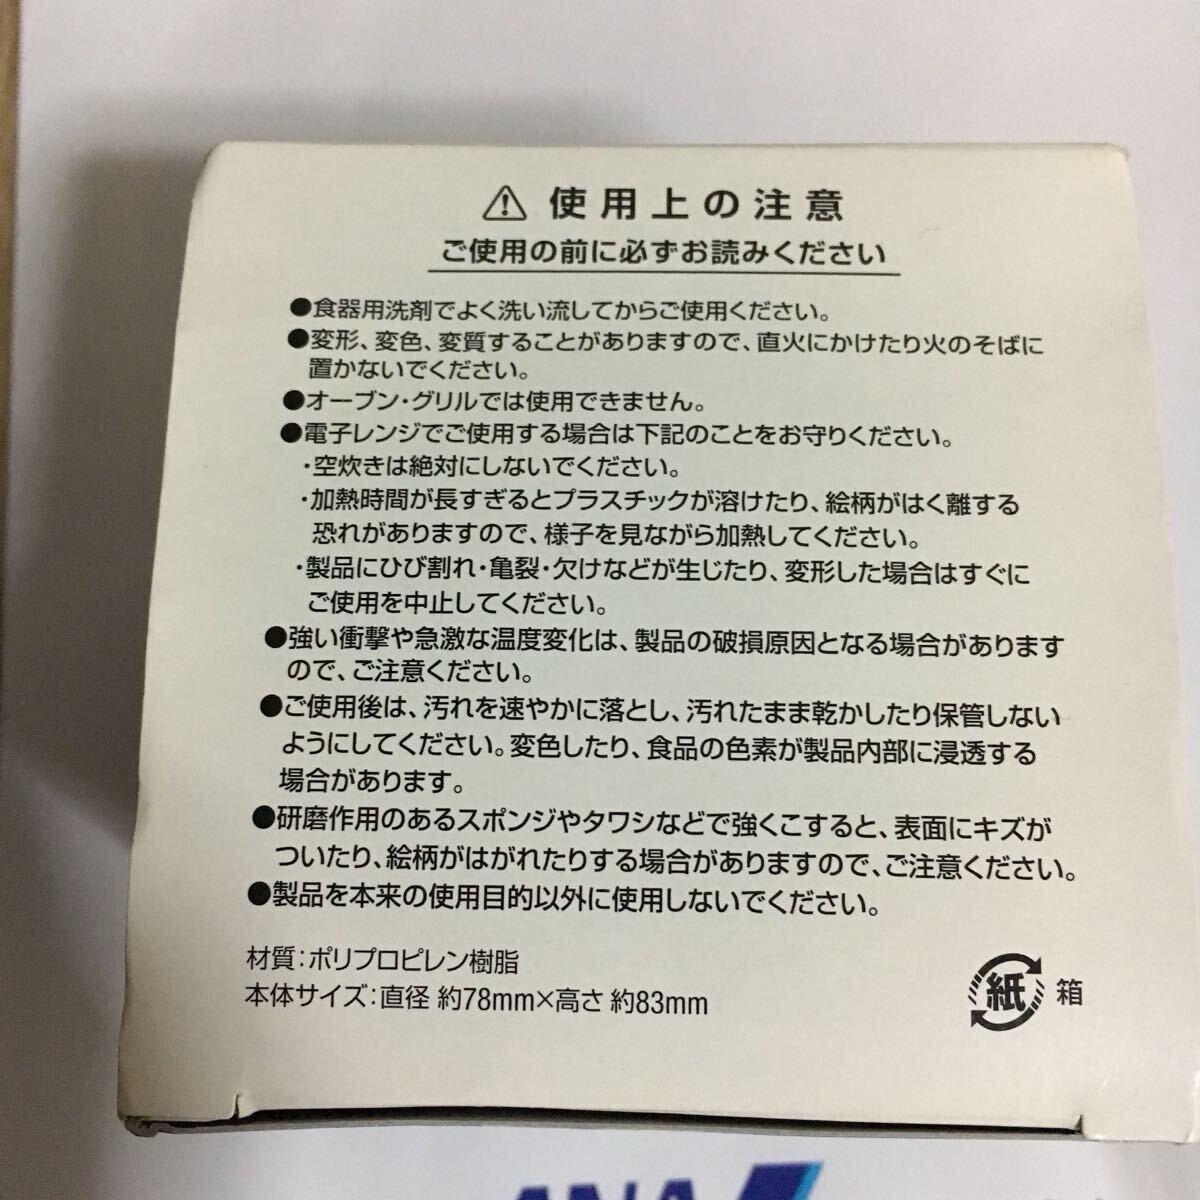 使用上の注意
ご使用の前に必ずお読みください
●食器用洗剤でよく洗い流してからご使用ください。
●変形、変色、変質することがありますので、直火にかけたり火のそばに
置かないでください。
●オーブン・グリルでは使用できません。
●電子レンジでご使用する場合は下記のことをお守りください。
・空炊きは絶対にしないでください。
・加熱時間が長すぎるとプラスチックが溶けたり、絵柄がはく離する
恐れがありますので、様子を見ながら加熱してください。
・製品にひび割れ・亀裂・欠けなどが生じたり、変形した場合はすぐに
ご使用を中止してください。
●強い衝撃や急激な温度変化は、製品の破損原因となる場合があります
ので、ご注意ください。
●ご使用後は、汚れを速やかに落とし、汚れたまま乾かしたり保管しない
ようにしてください。変色したり、食品の色素が製品内部に浸透する
場合があります。
●研磨作用のあるスポンジやタワシなどで強くこすると、表面にキズが
ついたり、絵柄がはがれたりする場合がありますので、ご注意ください。
●製品を本来の使用目的以外に使用しないでください。
材質：ポリプロピレン樹脂
本体サイズ：直径 約78mm×高さ 約83mm
紙 箱
ANA